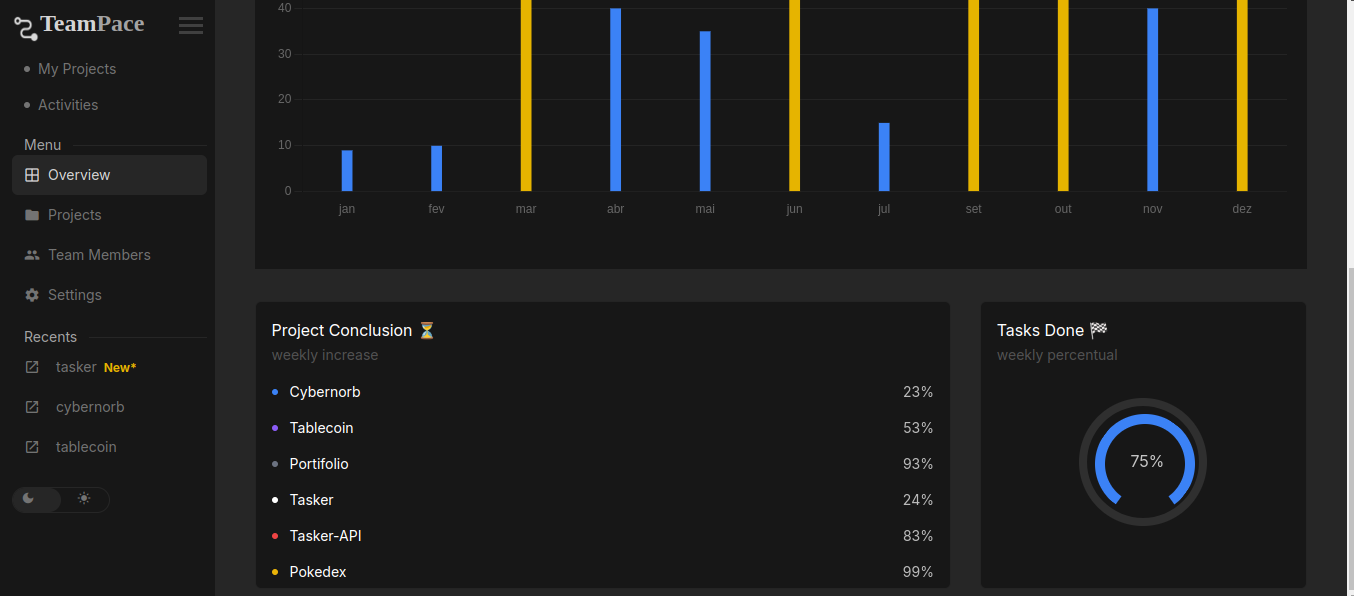 TeamPace
My Projects
Activities
Menu
Overview
Projects
Team Members
Settings
Recents
tasker New*
cybernorb
tablecoin
40
30
20
10
0
jan fev mar abr mai jun jul set out nov dez
Project Conclusion ⏳
weekly increase
Cybernorb 23%
Tablecoin 53%
Portifolio 93%
Tasker 24%
Tasker-API 83%
Pokedex 99%
Tasks Done 🏁
weekly percentual
75%